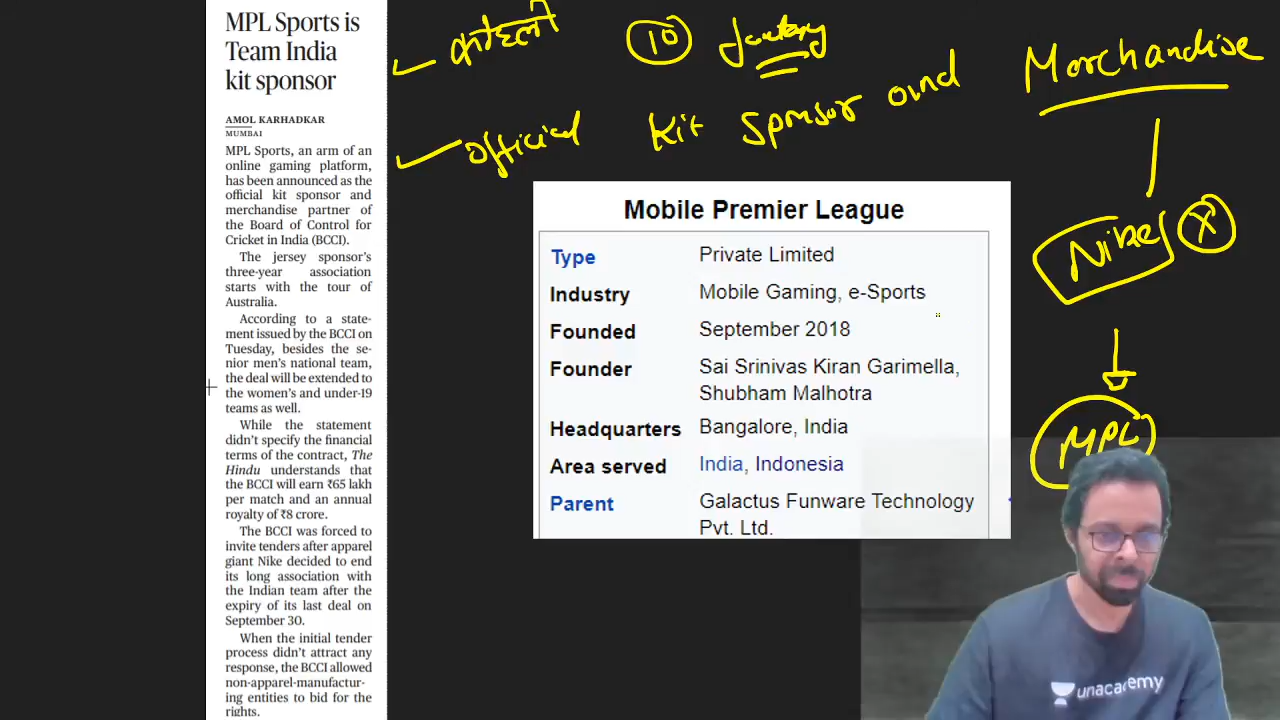 MPL Sports is
Team India
kit sponsor
AMOL KARHADKAR
MUMBAI
MPL Sports, an arm of an
online gaming platform,
has been announced as the
official kit sponsor and
merchandise partner of
the Board of Control for
Cricket in India (BCCI).
The jersey sponsor's
three-year association
starts with the tour of
Australia.
According to a state-
ment issued by the BCCI on
Tuesday, besides the se-
nior men's national team,
the deal will be extended to
the women's and under-19
teams as well.
While the statement
didn't specify the financial
terms of the contract, The
Hindu understands that
the BCCI will earn ₹65 lakh
per match and an annual
royalty of ₹8 crore.
The BCCI was forced to
invite tenders after apparel
giant Nike decided to end
its long association with
the Indian team after the
expiry of its last deal on
September 30.
When the initial tender
process didn't attract any
response, the BCCI allowed
non-apparel-manufactur-
ing entities to bid for the
rights.
10
official Kit Sponsor and Merchandise
Nike X
MPL
Mobile Premier League
Type Private Limited
Industry Mobile Gaming, e-Sports
Founded September 2018
Founder Sai Srinivas Kiran Garimella,
Shubham Malhotra
Headquarters Bangalore, India
Area served India, Indonesia
Parent Galactus Funware Technology
Pvt. Ltd.
unacademy